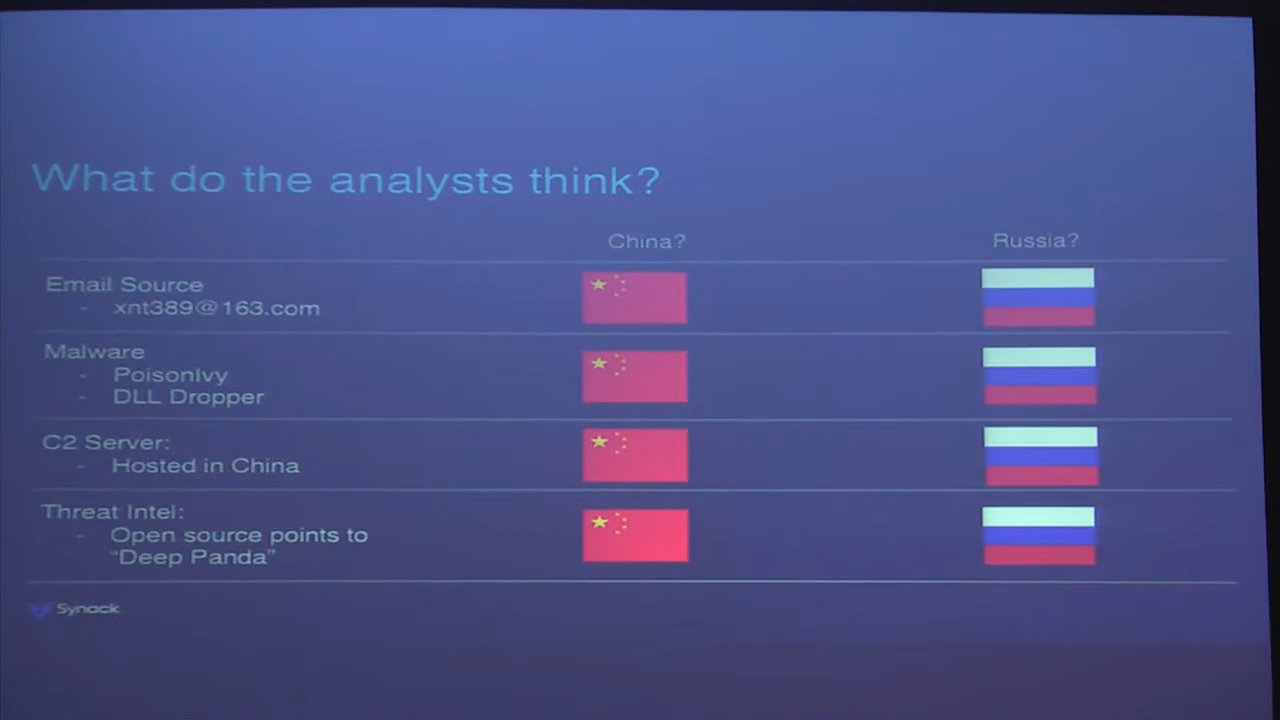 What do the analysts think?
China? Russia?
Email Source
- xnt389@163.com
Malware
- PoisonIvy
- DLL Dropper
C2 Server:
- Hosted in China
Threat Intel:
- Open source points to
“Deep Panda”
Synack